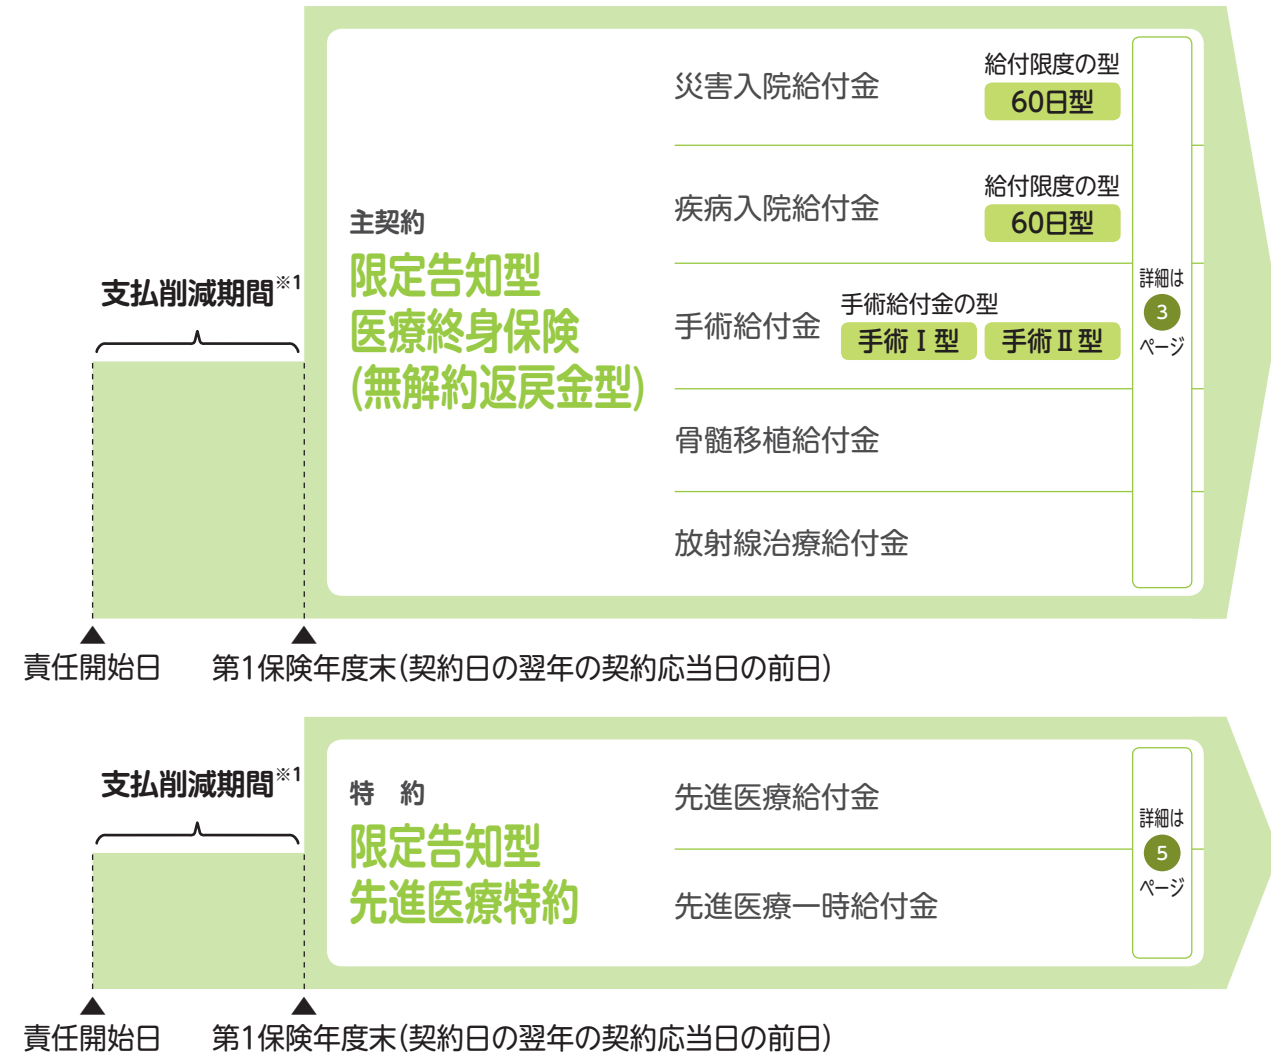 支払削減期間※1
責任開始日
第1保険年度末(契約日の翌年の契約応当日の前日)
主契約
限定告知型
医療終身保険
(無解約返戻金型)
災害入院給付金
給付限度の型
60日型
疾病入院給付金
給付限度の型
60日型
手術給付金
手術給付金の型
手術Ⅰ型 手術Ⅱ型
骨髄移植給付金
放射線治療給付金
詳細は
3
ページ
支払削減期間※1
責任開始日
第1保険年度末(契約日の翌年の契約応当日の前日)
特 約
限定告知型
先進医療特約
先進医療給付金
先進医療一時給付金
詳細は
5
ページ